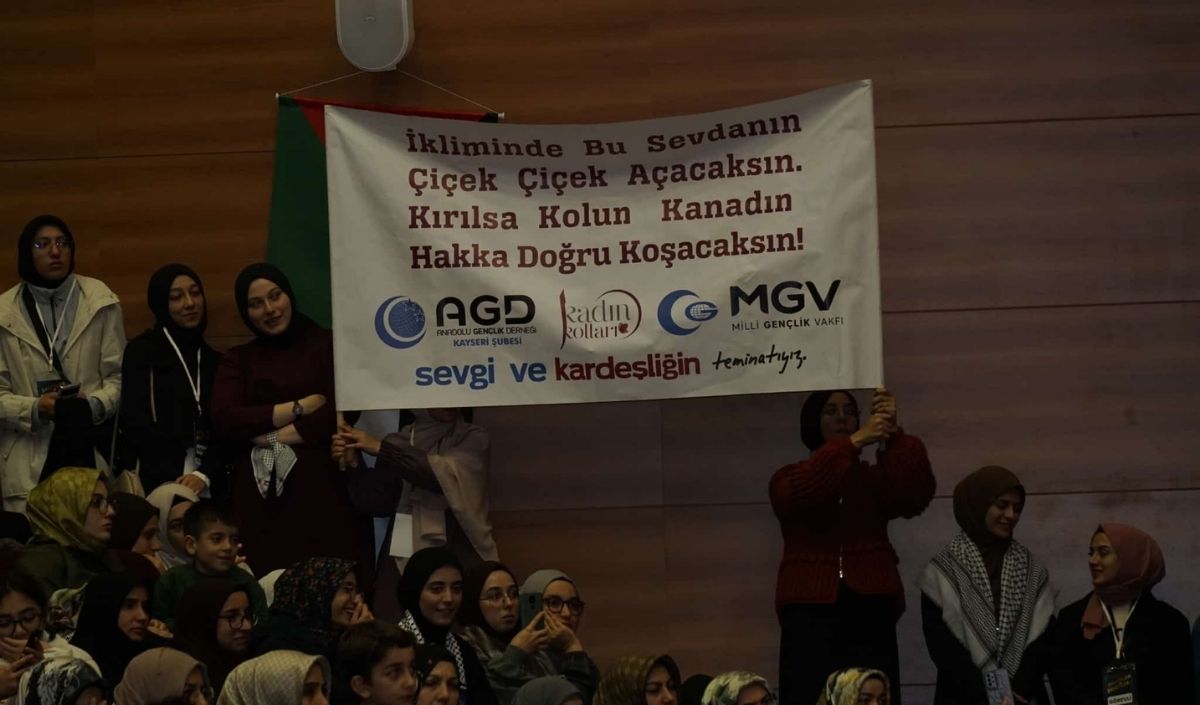 İkliminde Bu Sevdanın
Çiçek Çiçek Açacaksın.
Kırılsa Kolun Kanadın
Hakka Doğru Koşacaksın!
AGD
ANADOLU GENÇLİK DERNEĞİ
KAYSERİ ŞUBESİ
kadın
kolları
MGV
MİLLİ GENÇLİK VAKFI
sevgi ve kardeşliğin teminatıyız.
GÖREVLİ